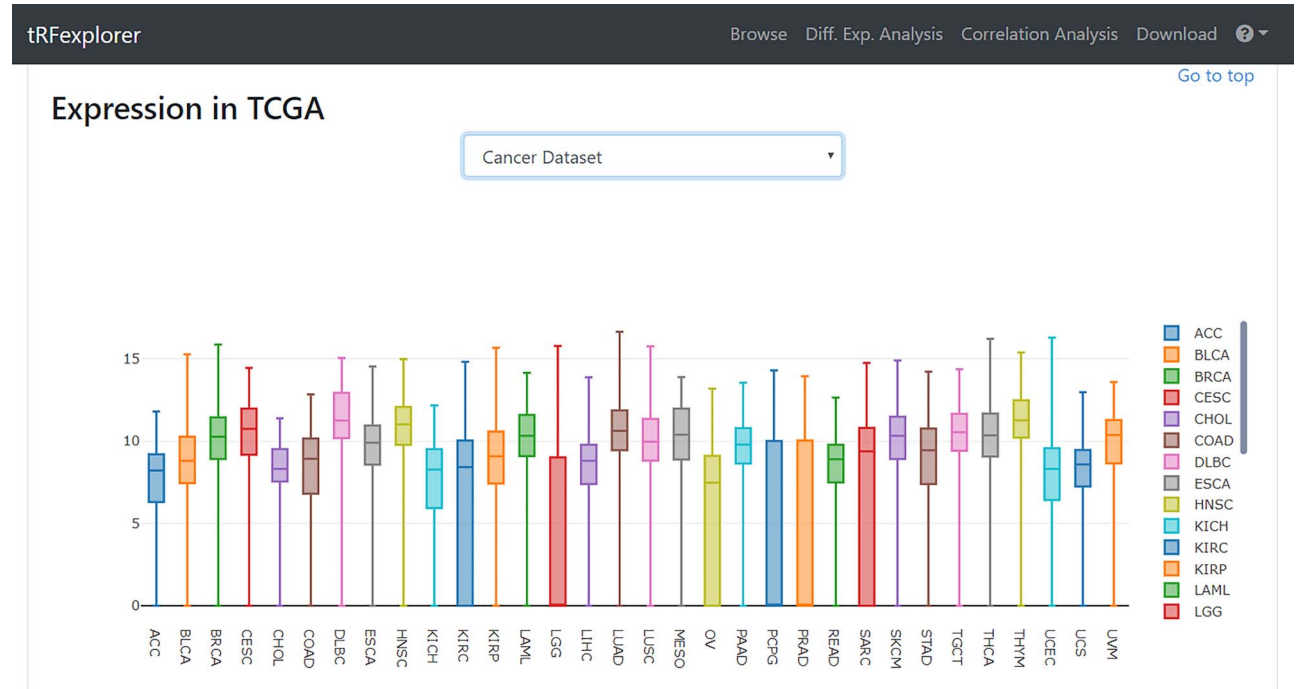 tRFexplorer Browse Diff. Exp. Analysis Correlation Analysis Download ?
Go to top
Expression in TCGA
Cancer Dataset
15
10
5
0
ACC BLCA BRCA CESC CHOL COAD DLBC ESCA HNSC KICH KIRC KIRP LAML LGG LIHC LUAD LUSC MESO OV PAAD PCPG PRAD READ SARC SKCM STAD TGCT THCA THYM UCEC UCS UVM
ACC
BLCA
BRCA
CESC
CHOL
COAD
DLBC
ESCA
HNSC
KICH
KIRC
KIRP
LAML
LGG